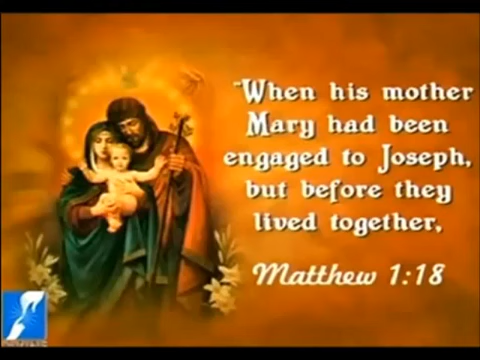 "When his mother
Mary had been
engaged to Joseph,
but before they
lived together,
Matthew 1:18